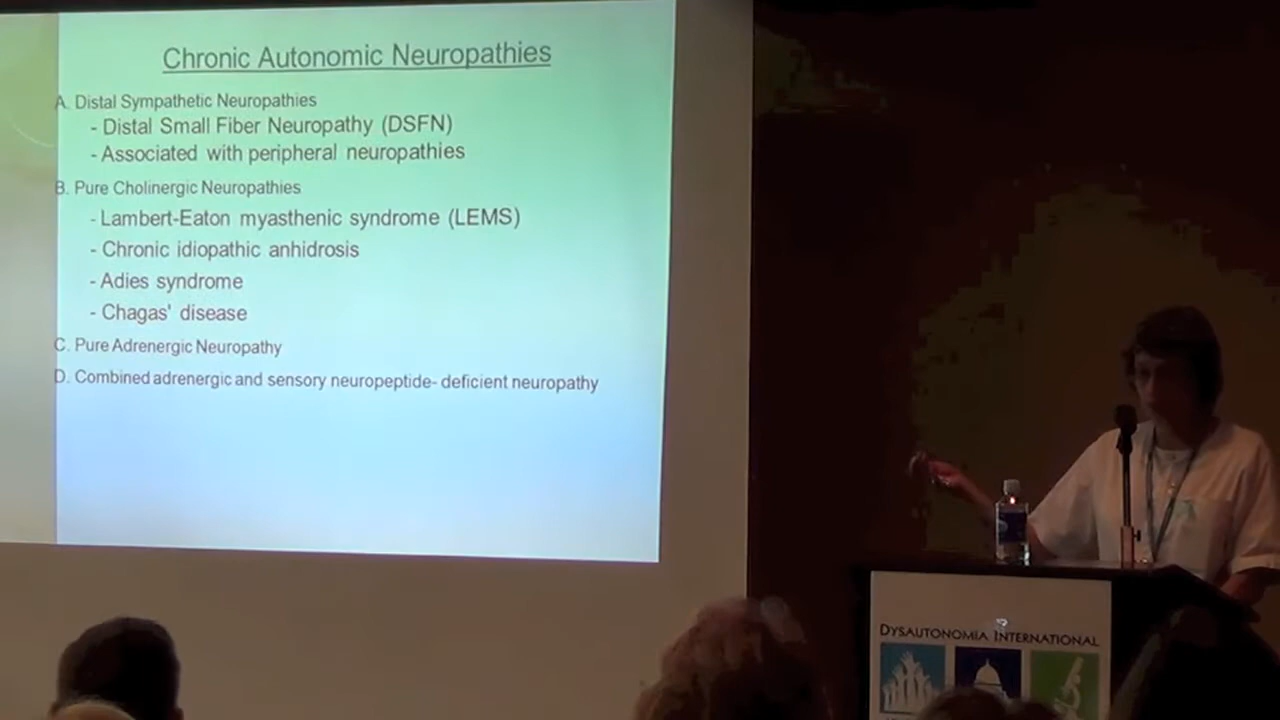 Chronic Autonomic Neuropathies
A. Distal Sympathetic Neuropathies
- Distal Small Fiber Neuropathy (DSFN)
- Associated with peripheral neuropathies
B. Pure Cholinergic Neuropathies
- Lambert-Eaton myasthenic syndrome (LEMS)
- Chronic idiopathic anhidrosis
- Adies syndrome
- Chagas' disease
C. Pure Adrenergic Neuropathy
D. Combined adrenergic and sensory neuropeptide- deficient neuropathy
DYSAUTONOMIA INTERNATIONAL